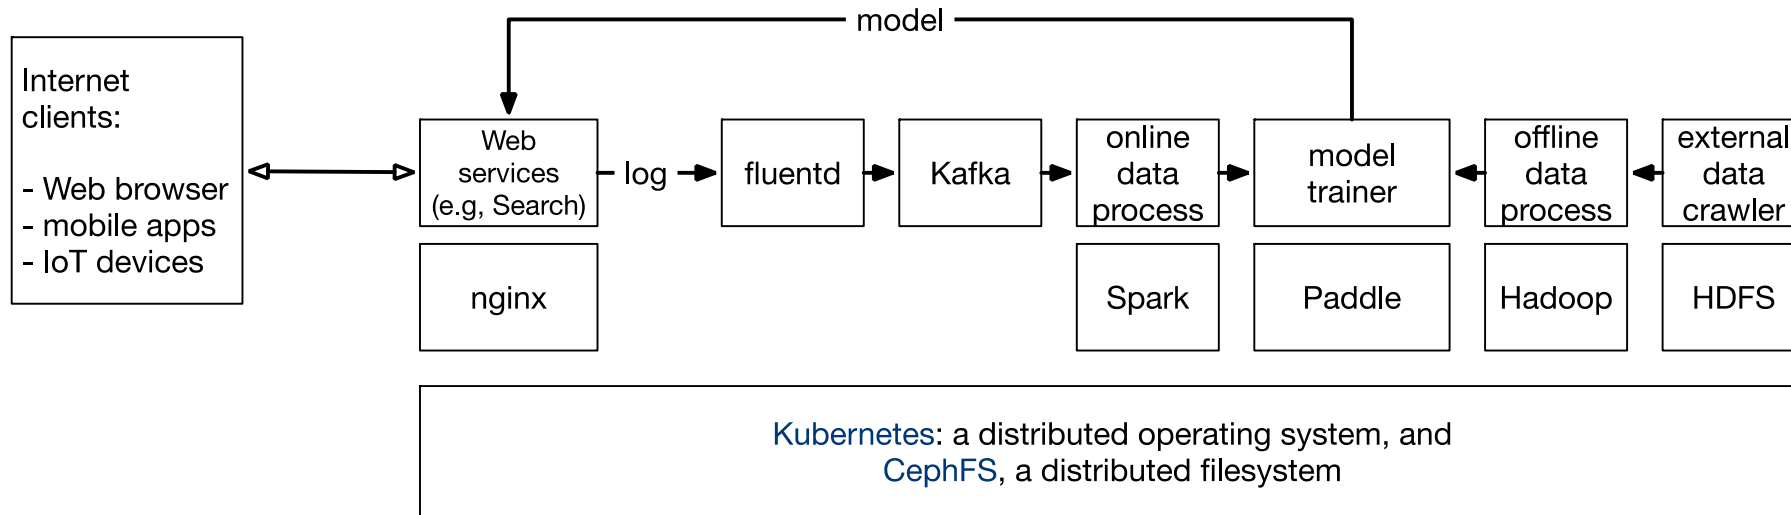 model
Internet
clients:
- Web browser
- mobile apps
- IoT devices
Web
services
(e.g, Search)
log
fluentd
Kafka
online
data
process
model
trainer
offline
data
process
external
data
crawler
nginx
Spark
Paddle
Hadoop
HDFS
Kubernetes: a distributed operating system, and
CephFS, a distributed filesystem